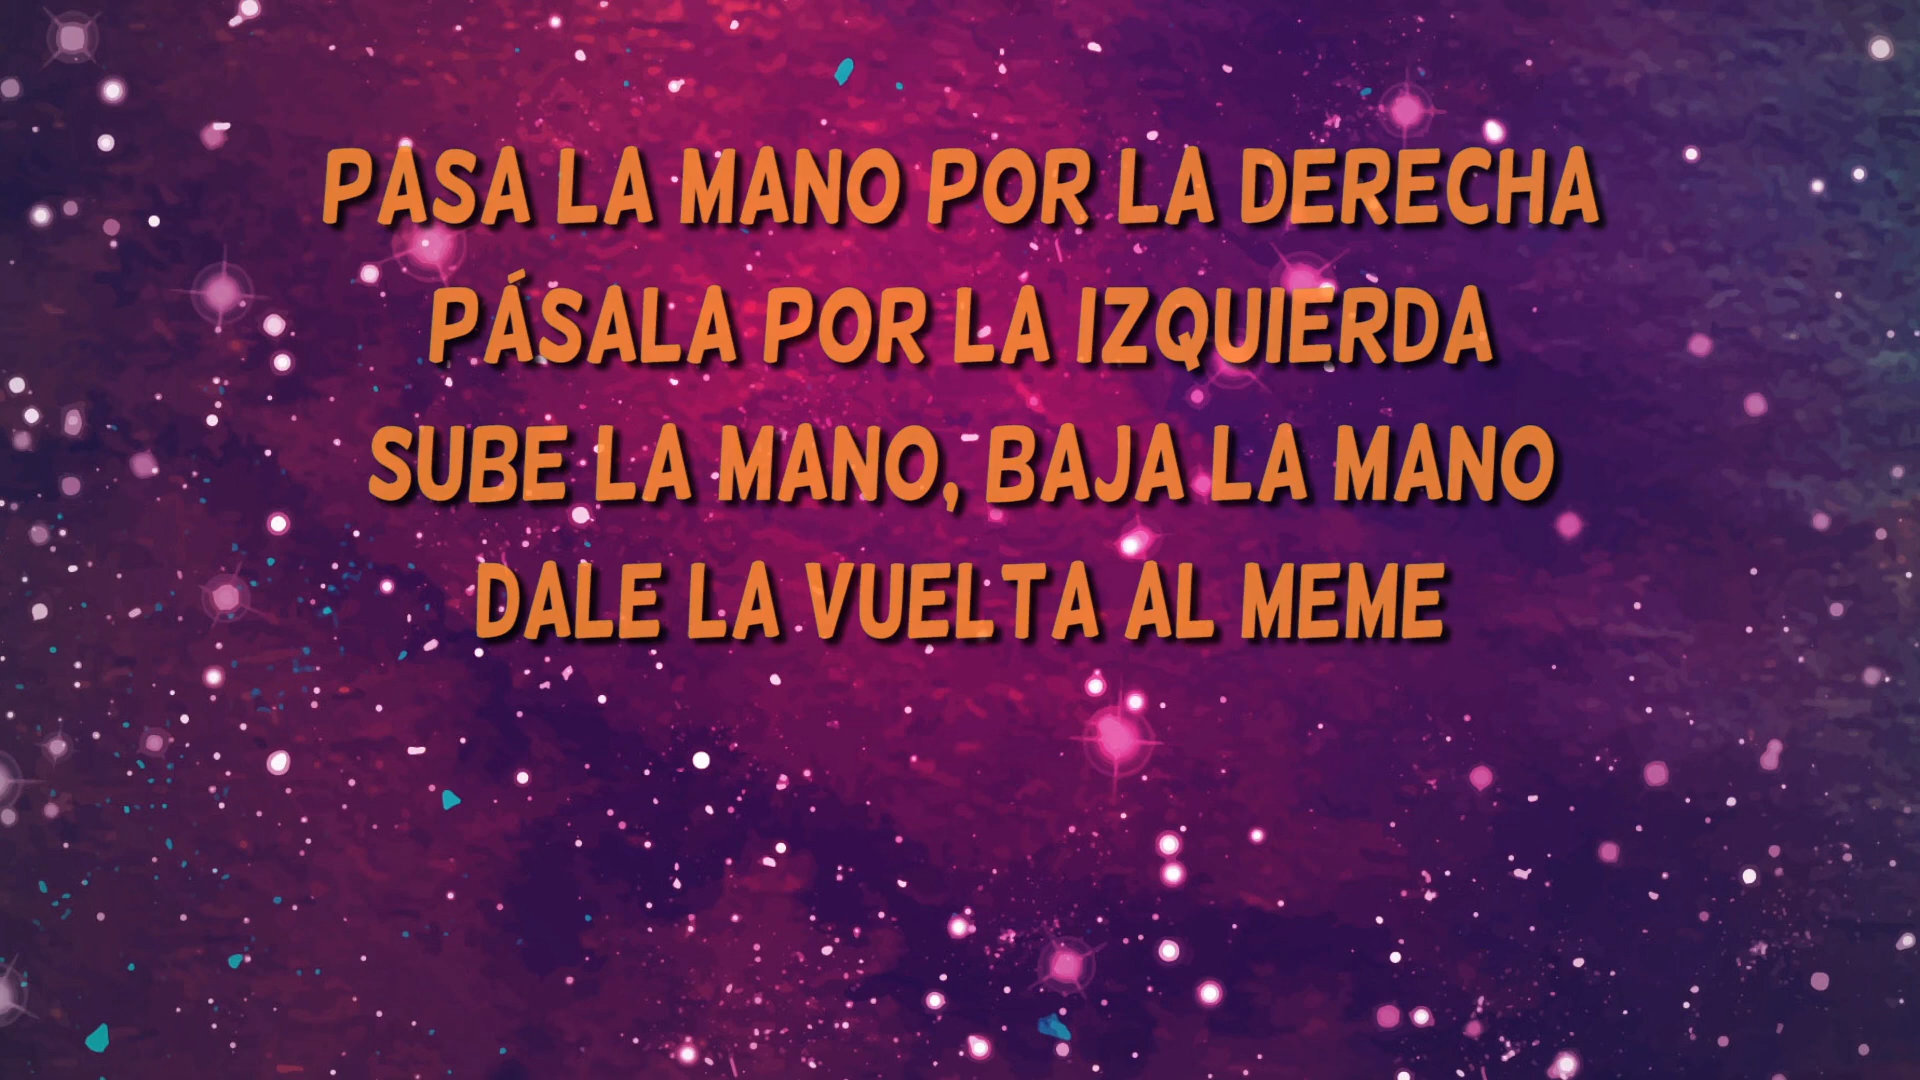 PASA LA MANO POR LA DERECHA
PÁSALA POR LA IZQUIERDA
SUBE LA MANO, BAJA LA MANO
DALE LA VUELTA AL MEME